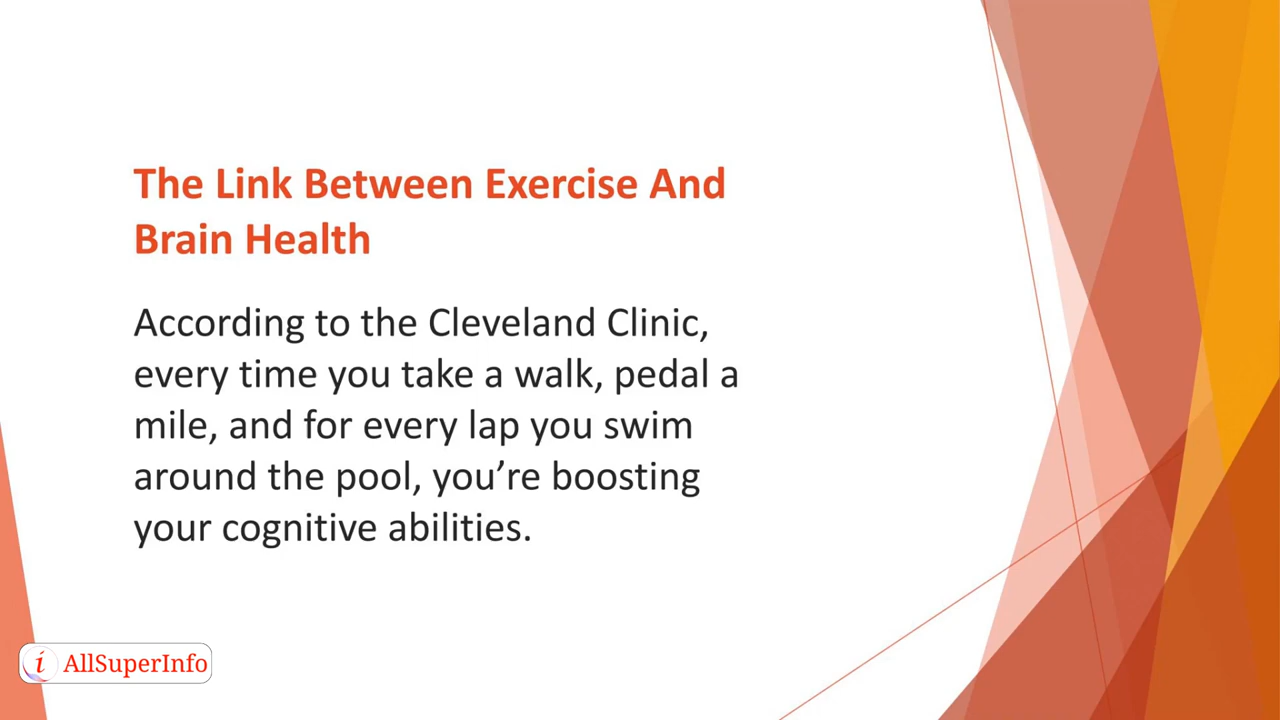 The Link Between Exercise And
Brain Health
According to the Cleveland Clinic,
every time you take a walk, pedal a
mile, and for every lap you swim
around the pool, you’re boosting
your cognitive abilities.
i AllSuperInfo